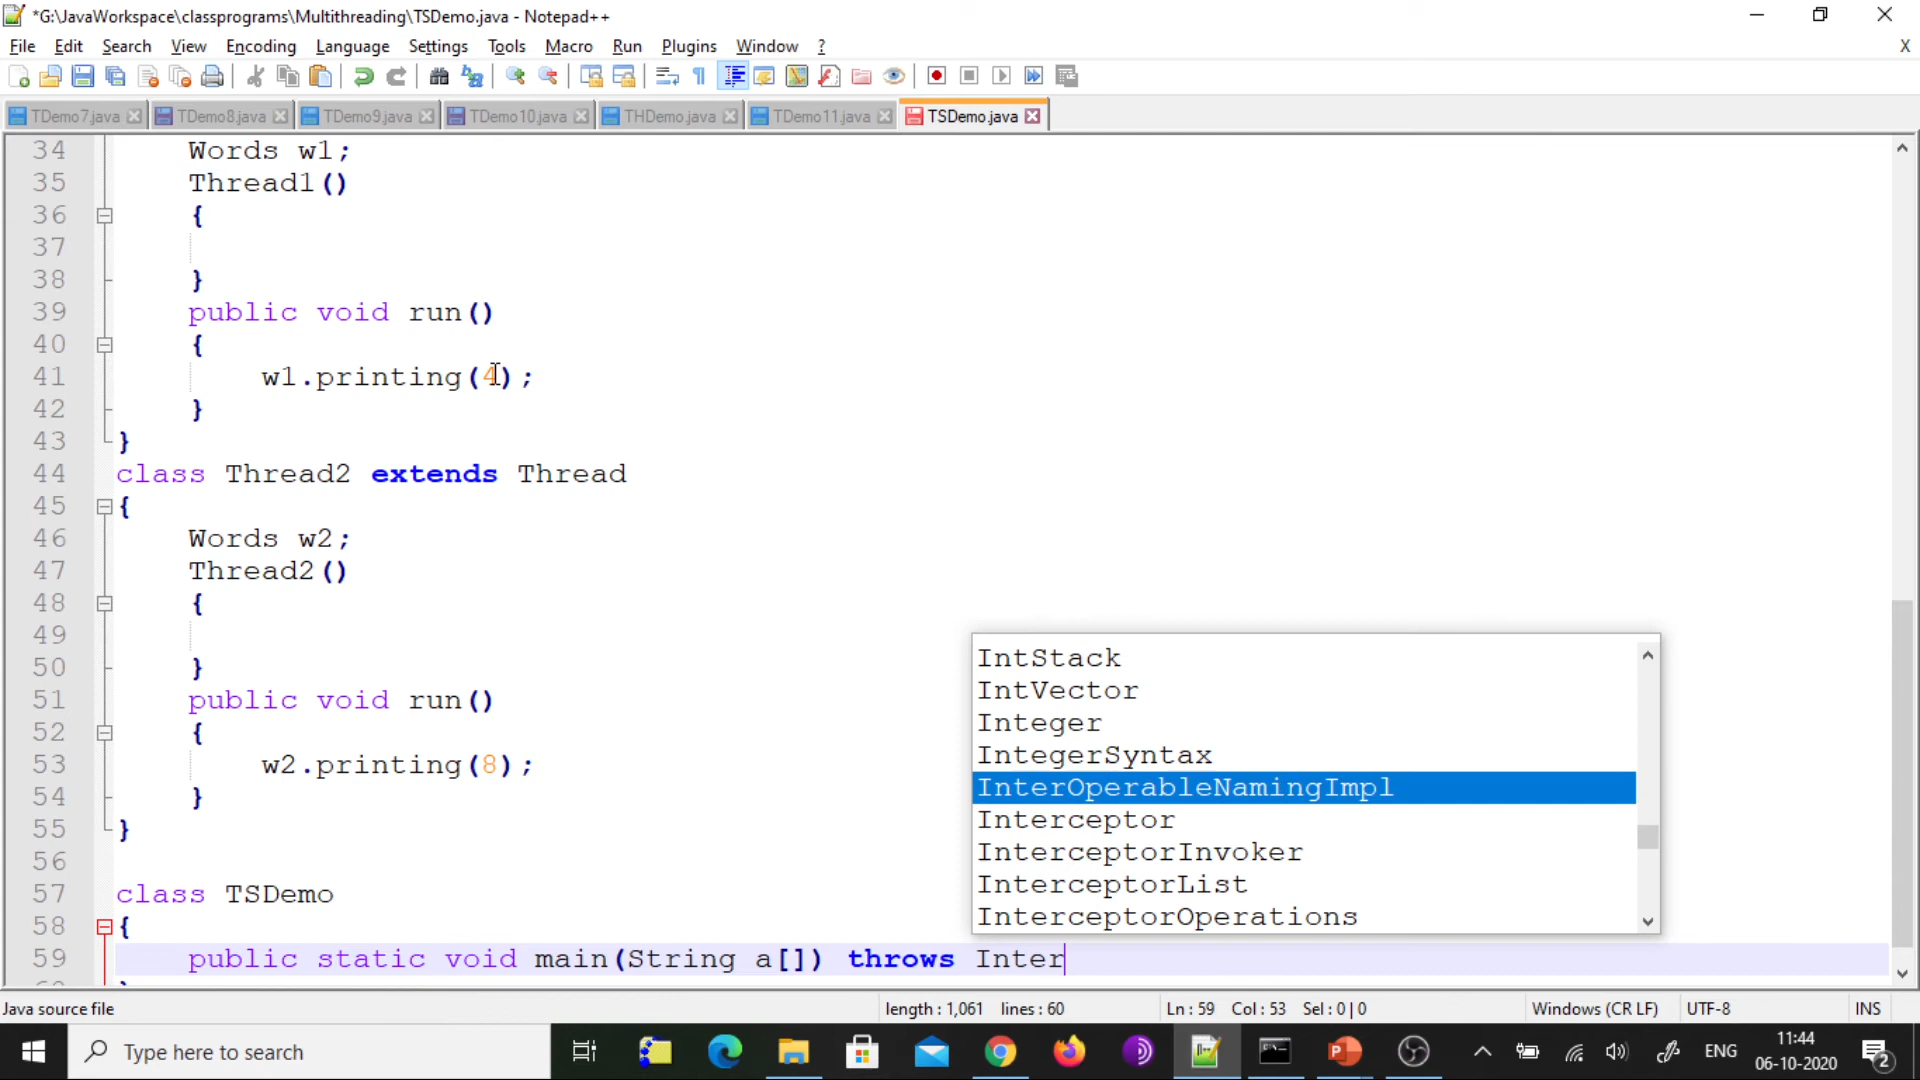 *G:\JavaWorkspace\classprograms\Multithreading\TSDemo.java - Notepad++
File Edit Search View Encoding Language Settings Tools Macro Run Plugins Window ? X
TDemo7.java TDemo8.java TDemo9.java TDemo10.java THDemo.java TDemo11.java TSDemo.java
34 Words w1;
35 Thread1()
36 {
37
38 }
39 public void run()
40 {
41 w1.printing(4);
42 }
43 }
44 class Thread2 extends Thread
45 {
46 Words w2;
47 Thread2()
48 {
49
50 }
51 public void run()
52 {
53 w2.printing(8);
54 }
55 }
56
57 class TSDemo
58 {
59 public static void main(String a[]) throws Inter
IntStack
IntVector
Integer
IntegerSyntax
InterOperableNamingImpl
Interceptor
InterceptorInvoker
InterceptorList
InterceptorOperations
Java source file length : 1,061 lines : 60 Ln : 59 Col : 53 Sel : 0 | 0 Windows (CR LF) UTF-8 INS
Type here to search ENG 11:44
06-10-2020 2